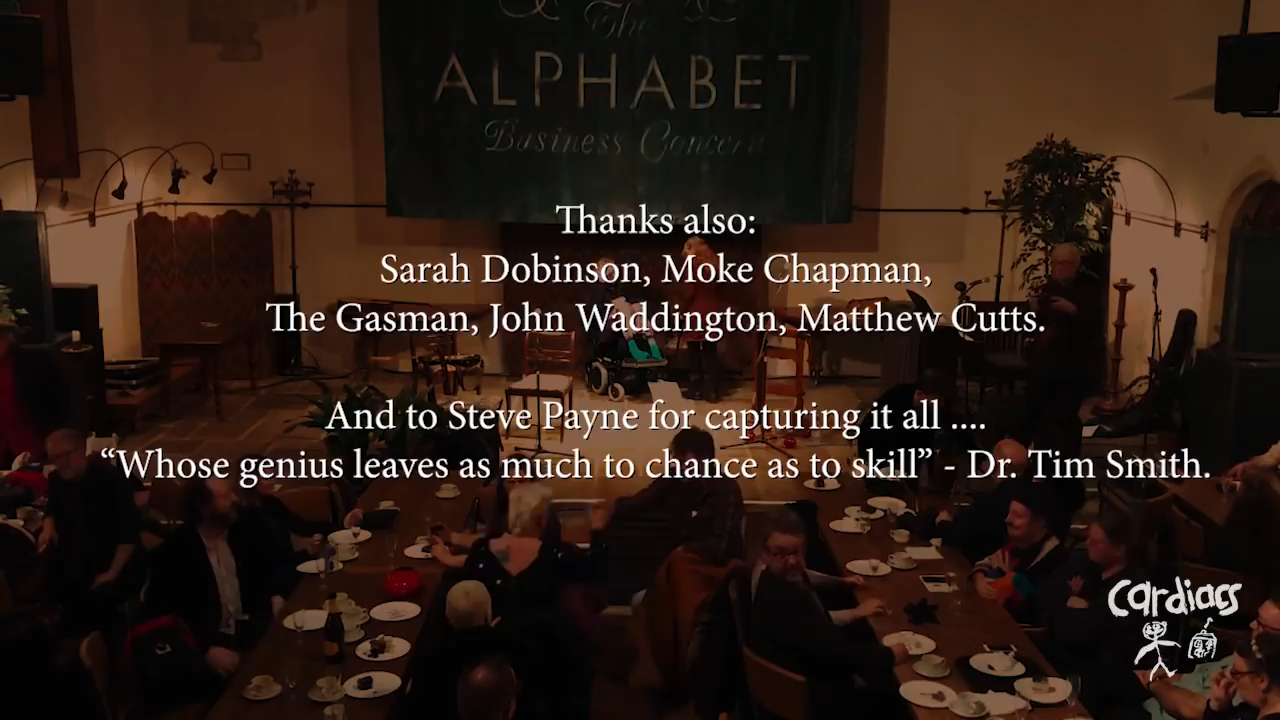 The
ALPHABET
Business Concern
Thanks also:
Sarah Dobinson, Moke Chapman,
The Gasman, John Waddington, Matthew Cutts.
And to Steve Payne for capturing it all ....
“Whose genius leaves as much to chance as to skill” - Dr. Tim Smith.
cardiacs